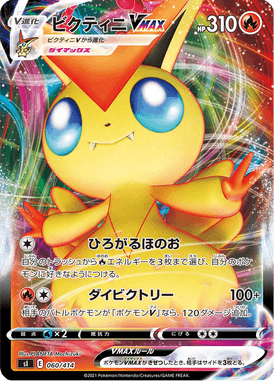 V進化 ビクティニVMAX HP310
ビクティニVから進化
ダイマックス
ひろがるほのお
自分のトラッシュから エネルギーを3枚まで選び、自分のポケ
モンに好きなようにつける。
ダイビクトリー 100+
相手のバトルポケモンが「ポケモンV」なら、120ダメージ追加。
弱点 ×2 抵抗力 にげる
Illus. PLANETA Mochizuki
sI E 060/414
VMAXルール
ポケモンVMAXがきぜつしたとき、相手はサイドを3枚とる。
©2021 Pokémon/Nintendo/Creatures/GAME FREAK.